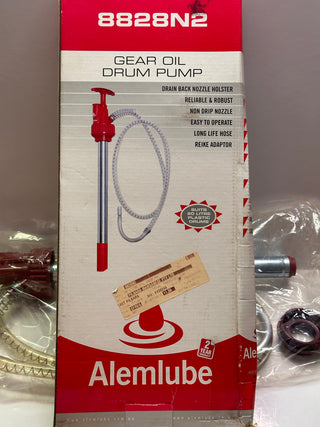 8828N2
GEAR OIL
DRUM PUMP
DRAIN BACK NOZZLE HOLSTER
RELIABLE & ROBUST
NON DRIP NOZZLE
EASY TO OPERATE
LONG LIFE HOSE
REIKE ADAPTOR
SUITS
20 LITRE
PLASTIC
DRUMS
2
YEAR
Alemlube